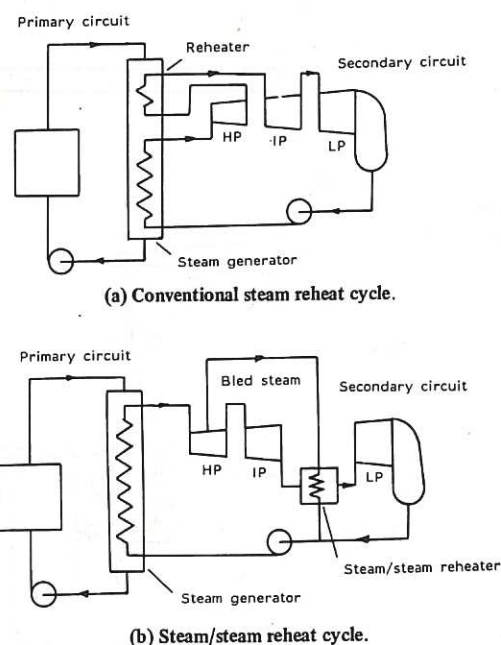 Primary circuit
Reheater
Secondary circuit
HP
IP
LP
Steam generator
(a) Conventional steam reheat cycle.
Primary circuit
Bled steam
Secondary circuit
HP
IP
LP
Steam/steam reheater
Steam generator
(b) Steam/steam reheat cycle.